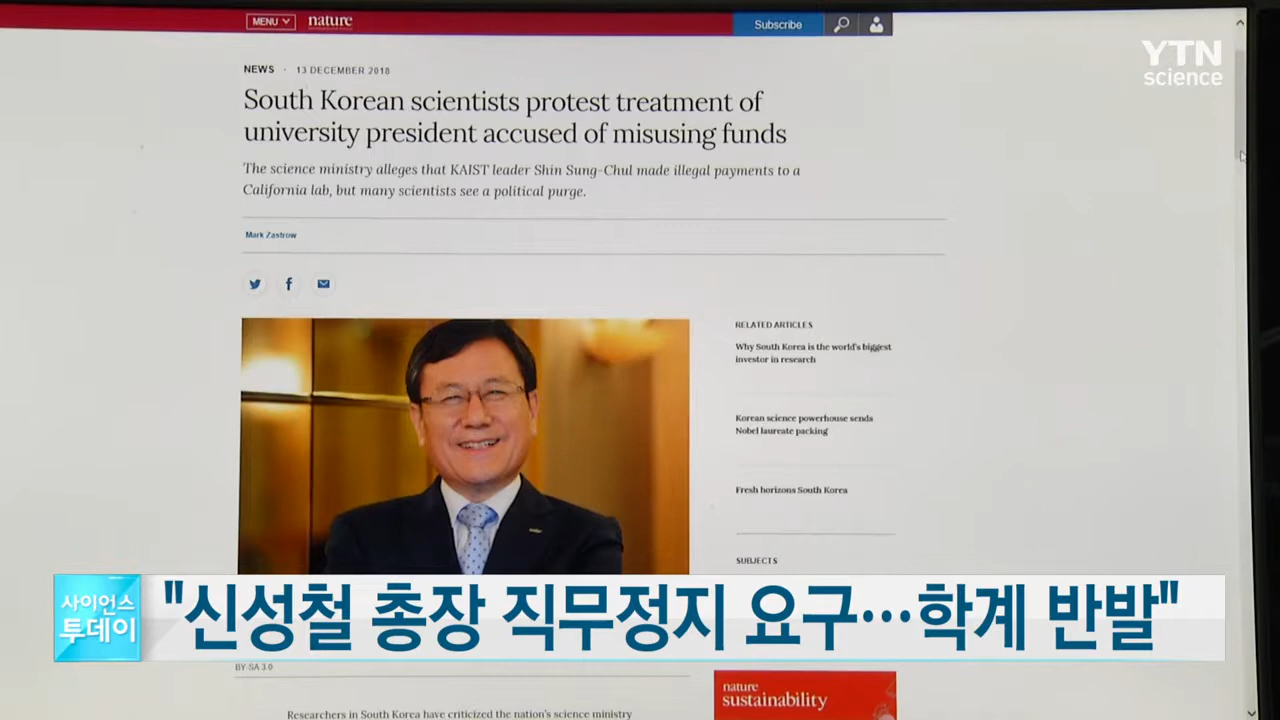 MENU
nature
Subscribe
YTN
science
NEWS · 13 DECEMBER 2018
South Korean scientists protest treatment of
university president accused of misusing funds
The science ministry alleges that KAIST leader Shin Sung-Chul made illegal payments to a
California lab, but many scientists see a political purge.
Mark Zastrow
RELATED ARTICLES
Why South Korea is the world's biggest
investor in research
Korean science powerhouse sends
Nobel laureate packing
Fresh horizons South Korea
SUBJECTS
사이언스
투데이
"신성철 총장 직무정지 요구…학계 반발"
BY-SA 3.0
nature
sustainability
Researchers in South Korea have criticized the nation's science ministry